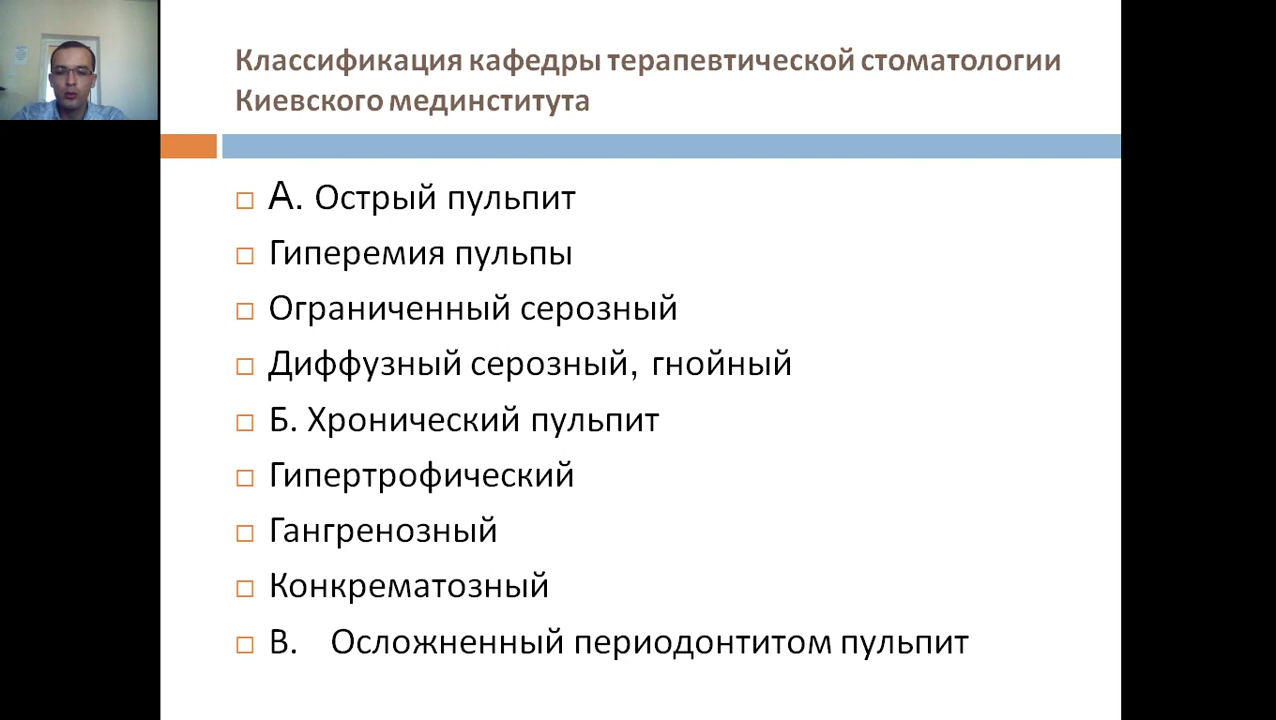 Классификация кафедры терапевтической стоматологии
Киевского мединститута
А. Острый пульпит
Гиперемия пульпы
Ограниченный серозный
Диффузный серозный, гнойный
Б. Хронический пульпит
Гипертрофический
Гангренозный
Конкрематозный
В. Осложненный периодонтитом пульпит